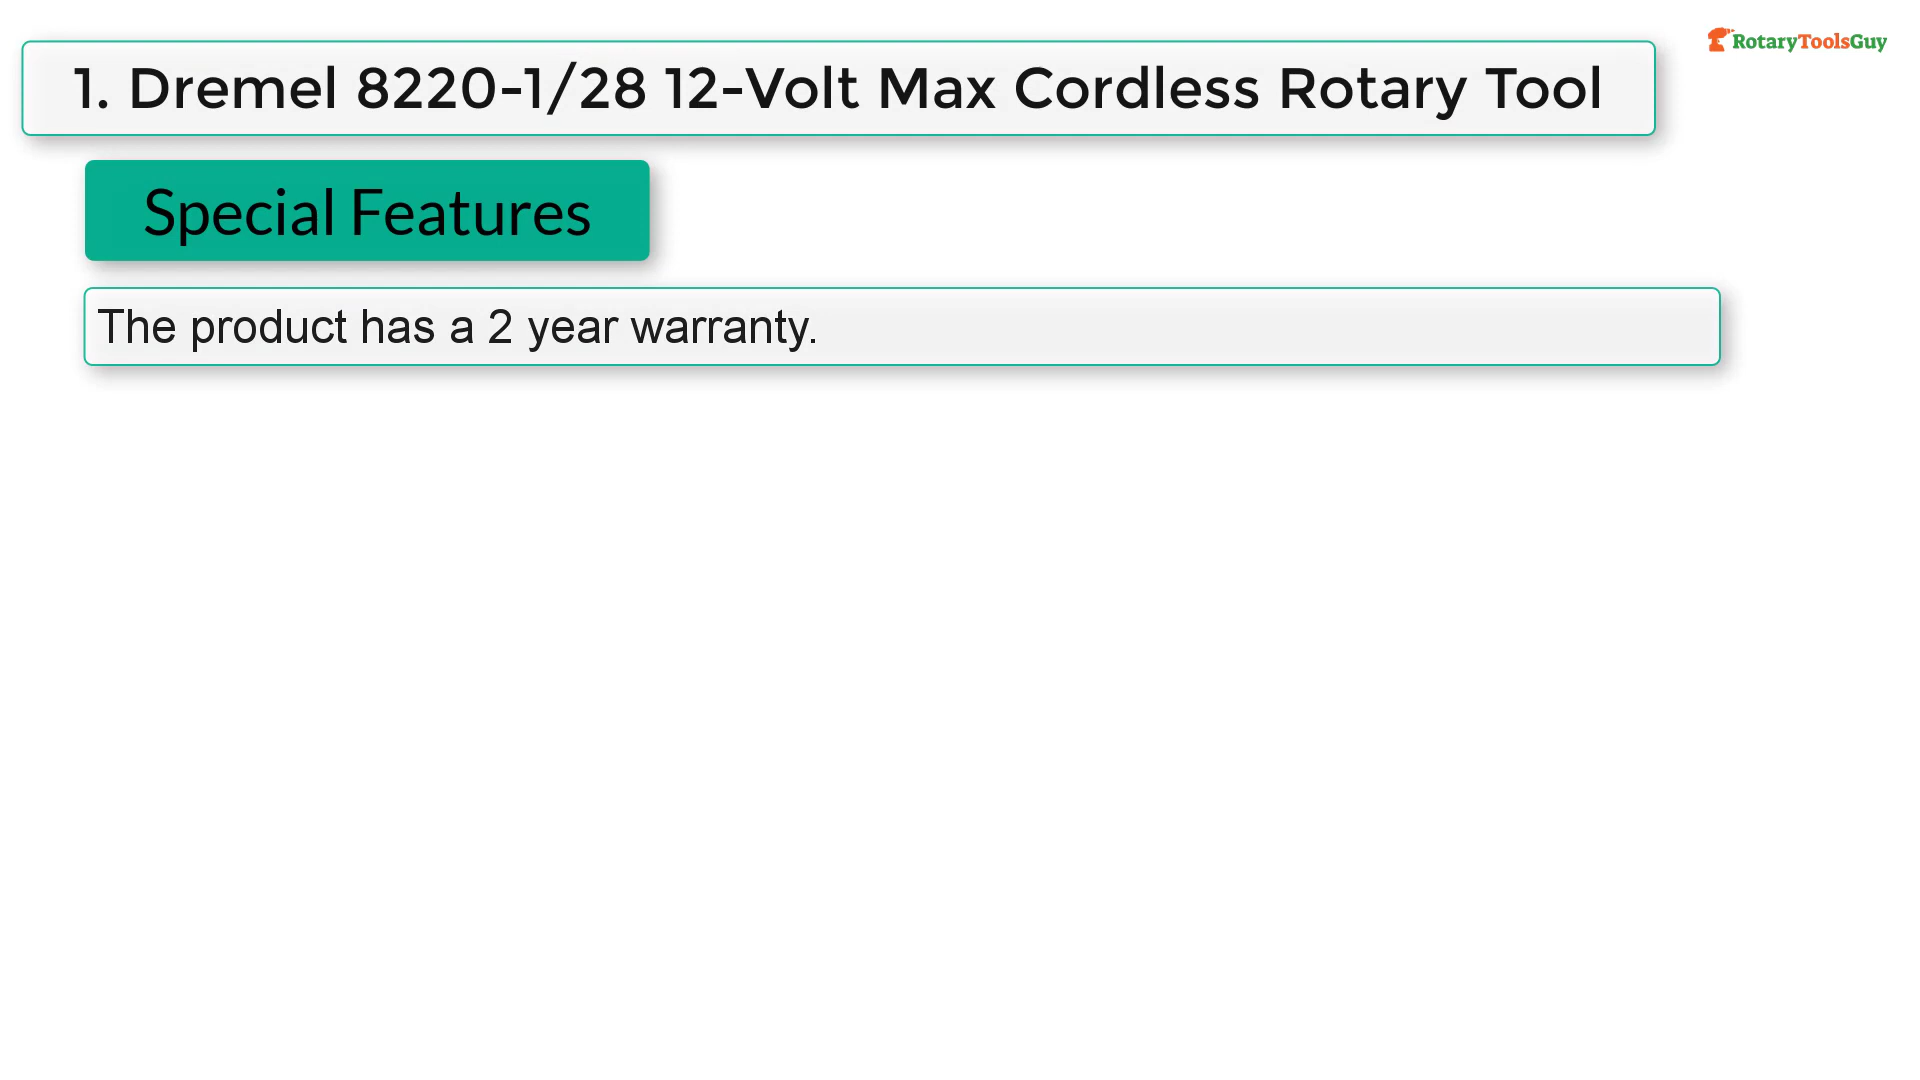 RotaryToolsGuy
1. Dremel 8220-1/28 12-Volt Max Cordless Rotary Tool
Special Features
The product has a 2 year warranty.